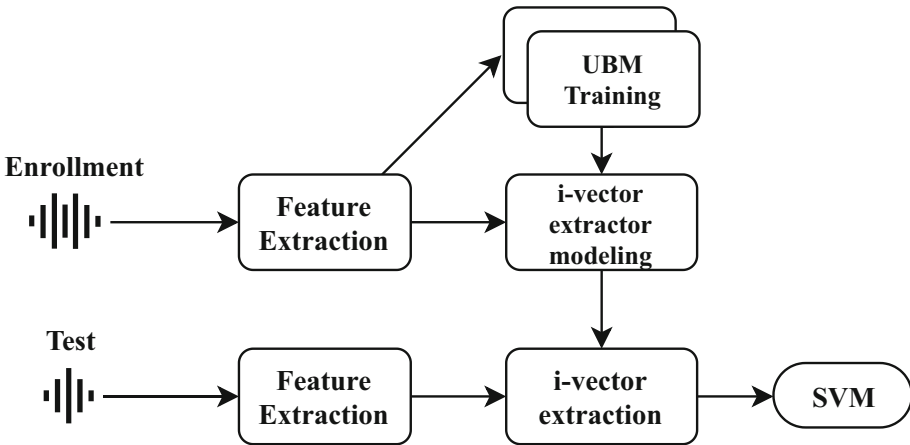 UBM
Training
Enrollment
Feature
Extraction
i-vector
extractor
modeling
Test
Feature
Extraction
i-vector
extraction
SVM